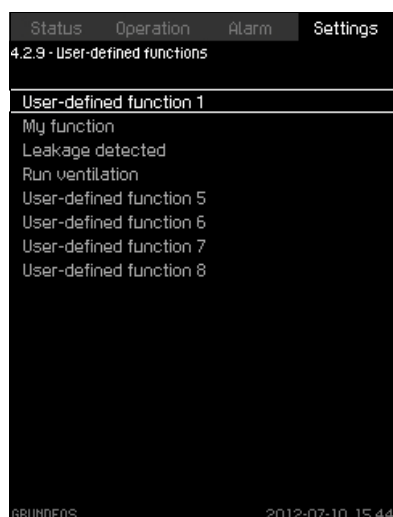 Status Operation Alarm Settings
4.2.9 - User-defined functions
User-defined function 1
My function
Leakage detected
Run ventilation
User-defined function 5
User-defined function 6
User-defined function 7
User-defined function 8
GRUNDFOS 2012-07-10 15:44